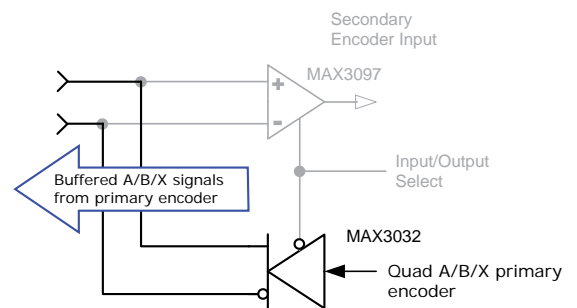 Secondary
Encoder Input
MAX3097
+
-
Buffered A/B/X signals
from primary encoder
Input/Output
Select
MAX3032
Quad A/B/X primary
encoder